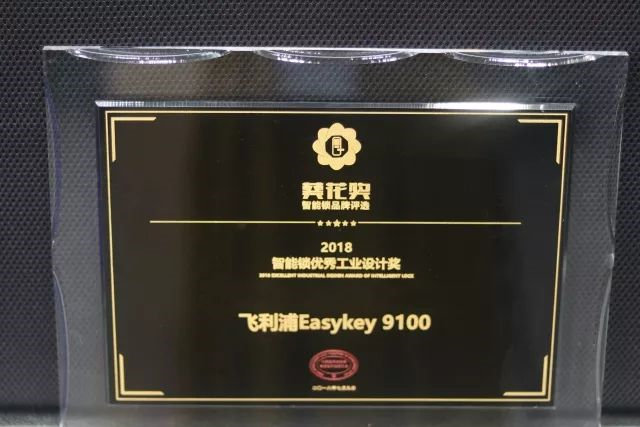 葵花奖
智能锁品牌评选
2018
智能锁优秀工业设计奖
2018 EXCELLENT INDUSTRIAL DESIGN AWARD OF INTELLIGENT LOCK
飞利浦Easykey 9100